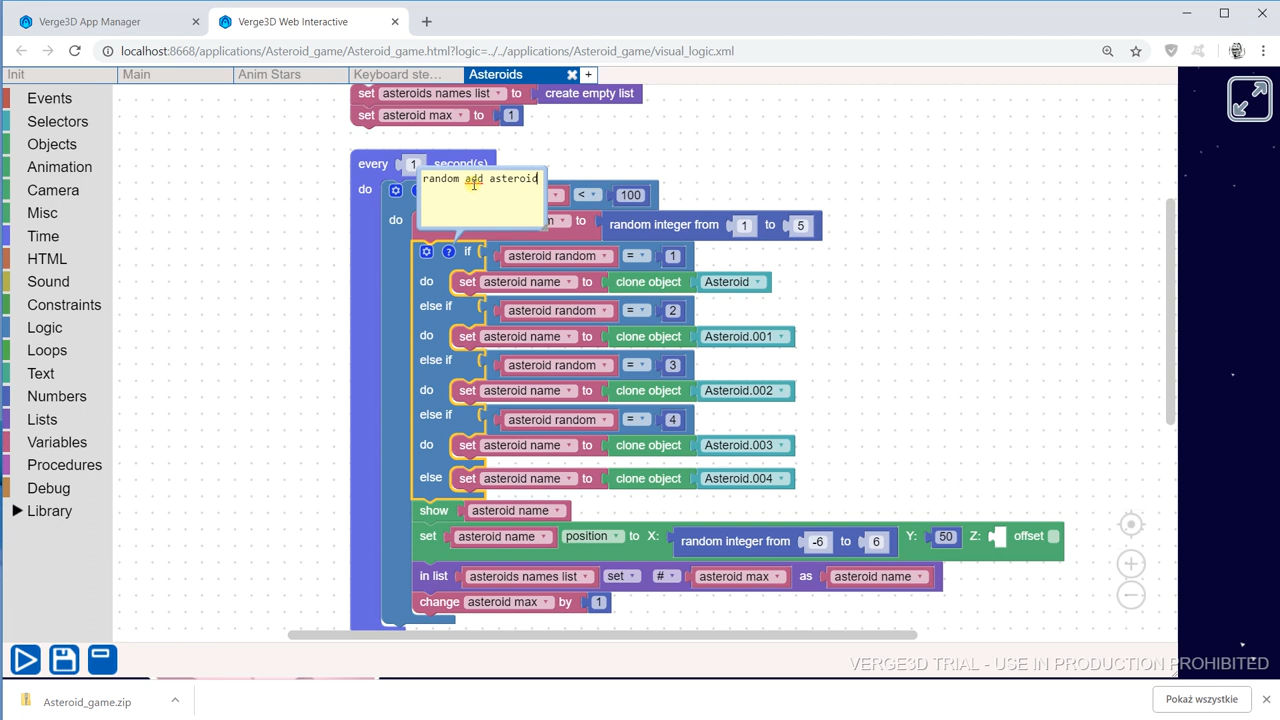 Verge3D App Manager
Verge3D Web Interactive
localhost:8668/applications/Asteroid_game/Asteroid_game.html?logic=../../applications/Asteroid_game/visual_logic.xml
Init
Main
Anim Stars
Keyboard ste...
Asteroids
Events
Selectors
Objects
Animation
Camera
Misc
Time
HTML
Sound
Constraints
Logic
Loops
Text
Numbers
Lists
Variables
Procedures
Debug
Library
set asteroids names list to create empty list
set asteroid max to 1
every 1 second(s)
random add asteroid
do < 100
do to random integer from 1 to 5
if asteroid random = 1
do set asteroid name to clone object Asteroid
else if asteroid random = 2
do set asteroid name to clone object Asteroid.001
else if asteroid random = 3
do set asteroid name to clone object Asteroid.002
else if asteroid random = 4
do set asteroid name to clone object Asteroid.003
else set asteroid name to clone object Asteroid.004
show asteroid name
set asteroid name position to X: random integer from -6 to 6 Y: 50 Z: offset
in list asteroids names list set # asteroid max as asteroid name
change asteroid max by 1
VERGE3D TRIAL - USE IN PRODUCTION PROHIBITED
Asteroid_game.zip
Pokaż wszystkie